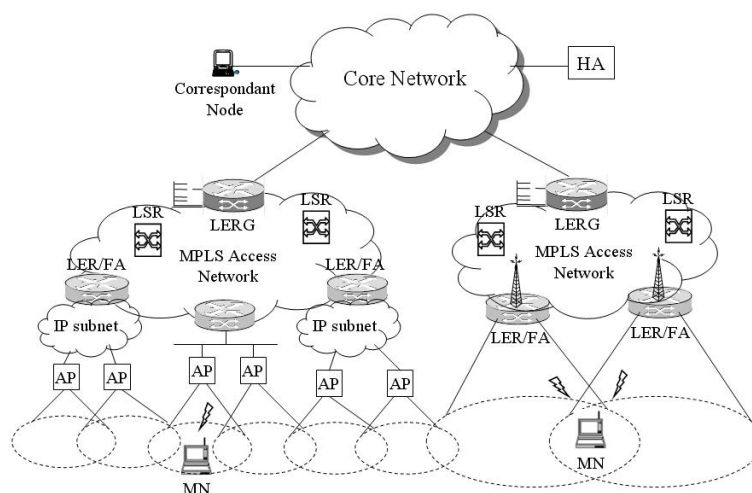 Core Network
HA
Correspondant
Node
LERG
LSR
LSR
MPLS Access
Network
LER/FA
LER/FA
IP subnet
IP subnet
AP
AP
AP
AP
AP
AP
MN
LERG
LSR
LSR
MPLS Access
Network
LER/FA
LER/FA
MN